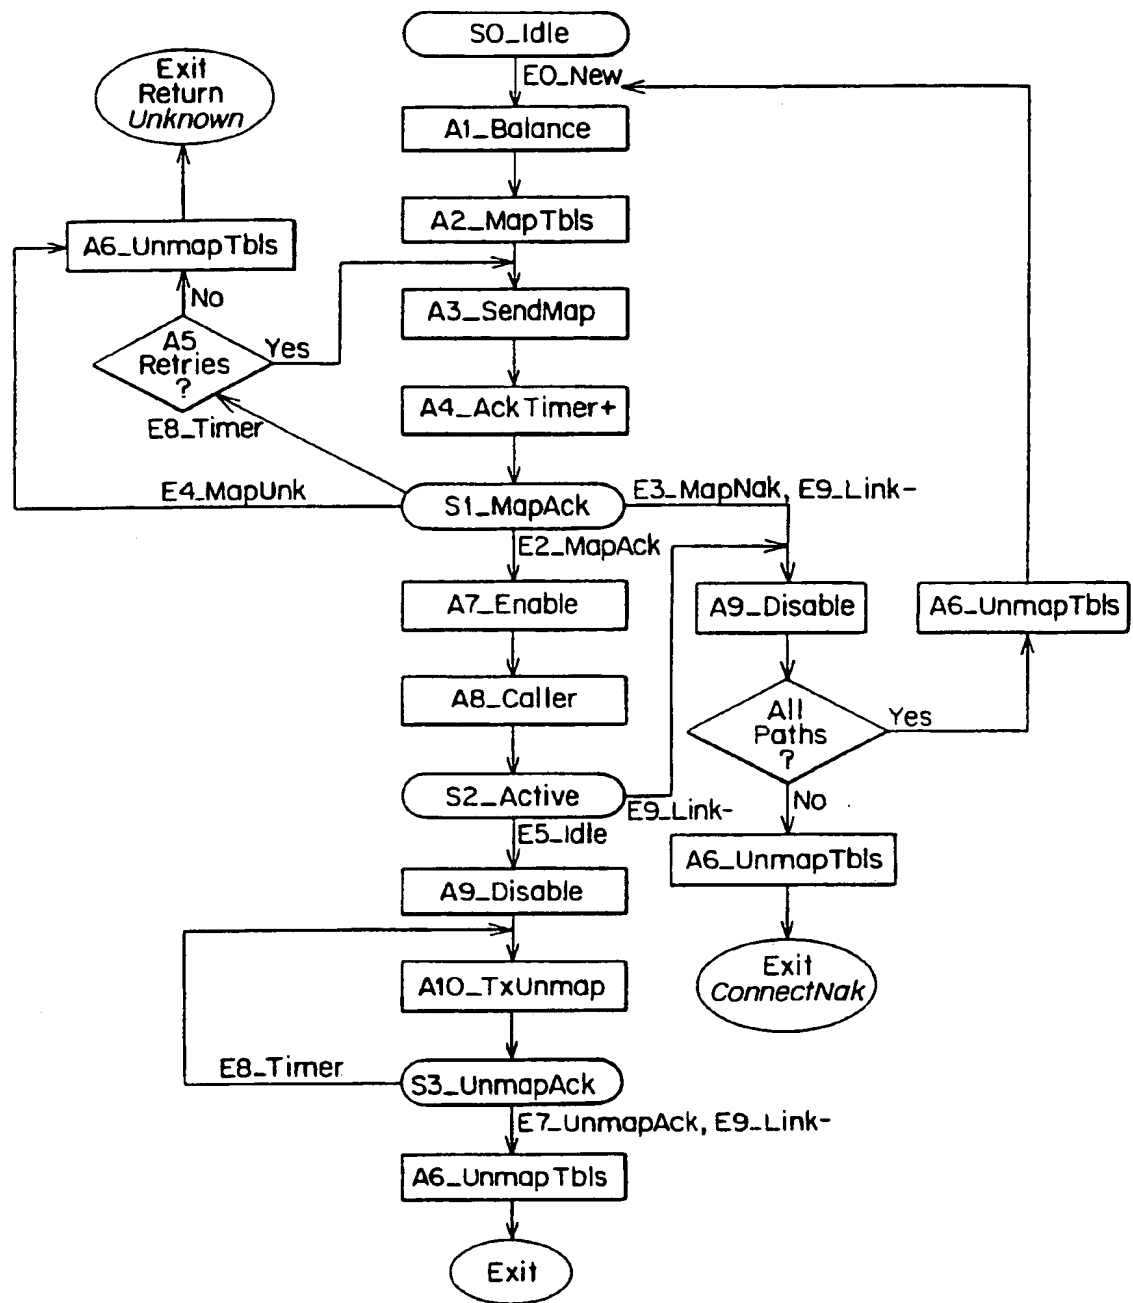 S0_Idle
E0_New
Exit
Return
Unknown
A1_Balance
A2_MapTbls
A6_UnmapTbls
No
A3_SendMap
A5
Retries
?
Yes
A4_AckTimer+
E8_Timer
E4_MapUnk
S1_MapAck
E3_MapNak, E9_Link-
E2_MapAck
A7_Enable
A9_Disable
A6_UnmapTbls
A8_Caller
All
Paths
?
Yes
S2_Active
E9_Link-
No
E5_Idle
A6_UnmapTbls
A9_Disable
A10_TxUnmap
Exit
ConnectNak
E8_Timer
S3_UnmapAck
E7_UnmapAck, E9_Link-
A6_UnmapTbls
Exit